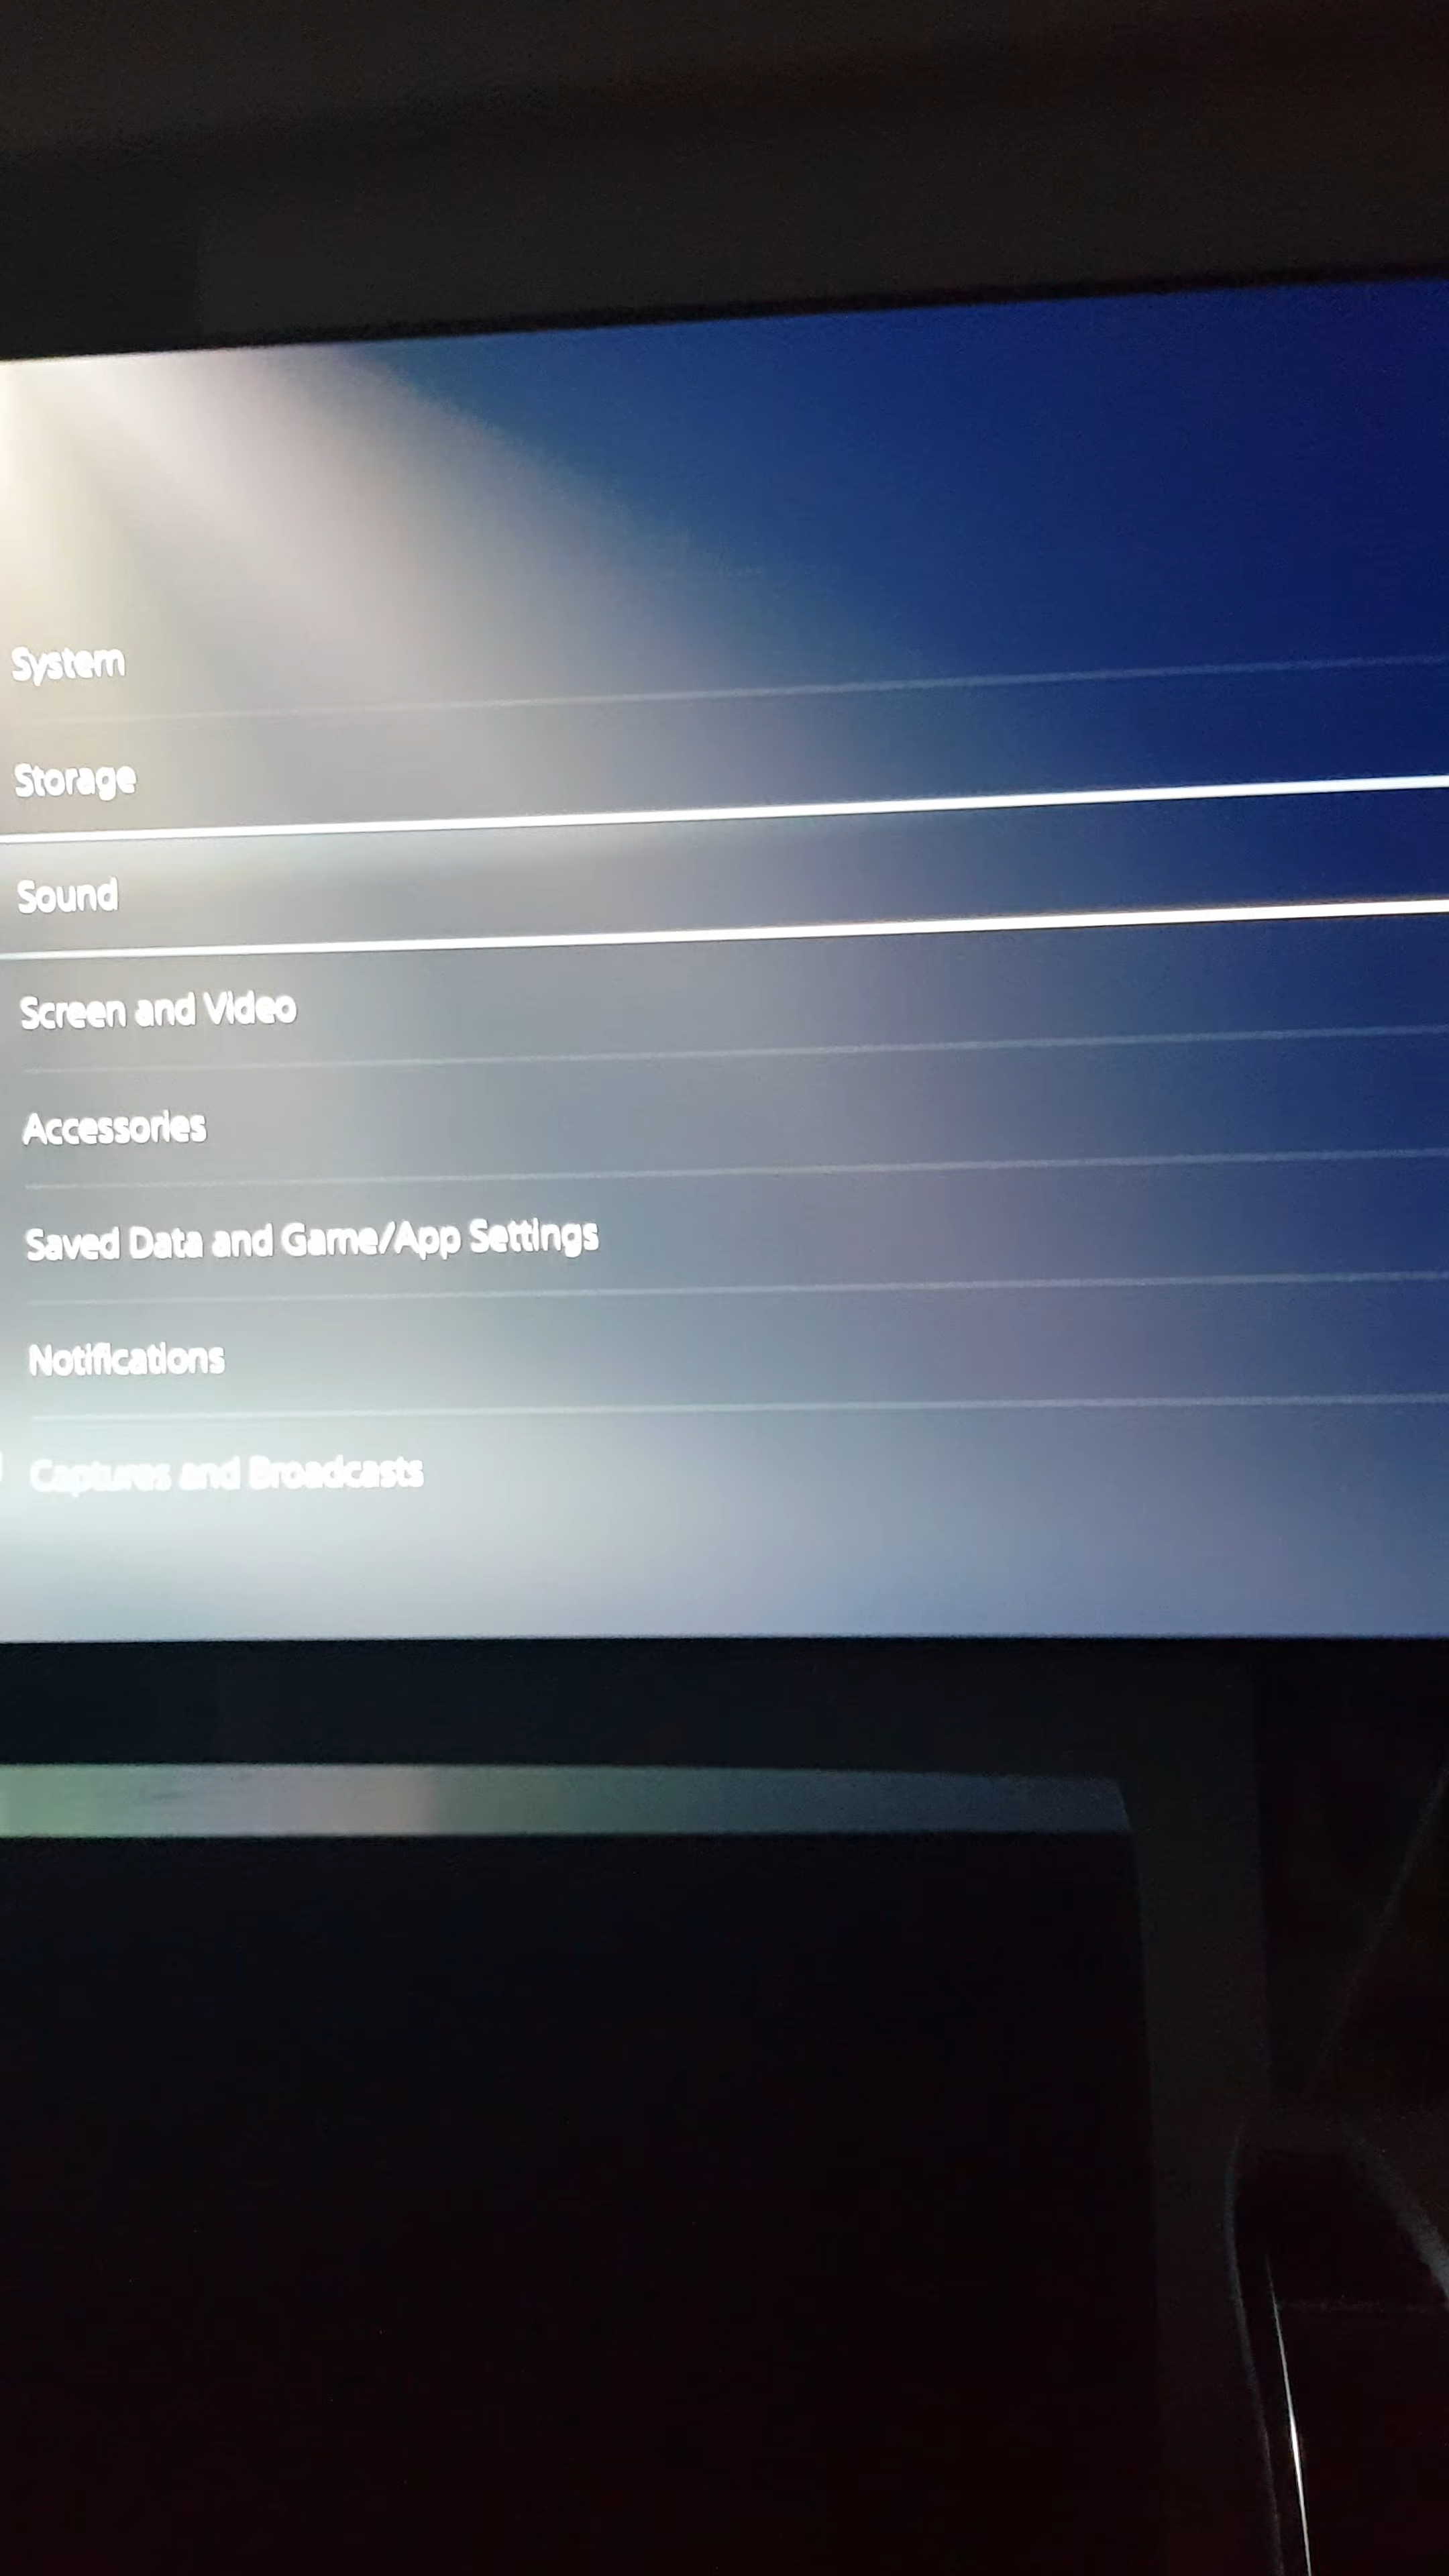 System
Storage
Sound
Screen and Video
Accessories
Saved Data and Game/App Settings
Notifications
Captures and Broadcasts